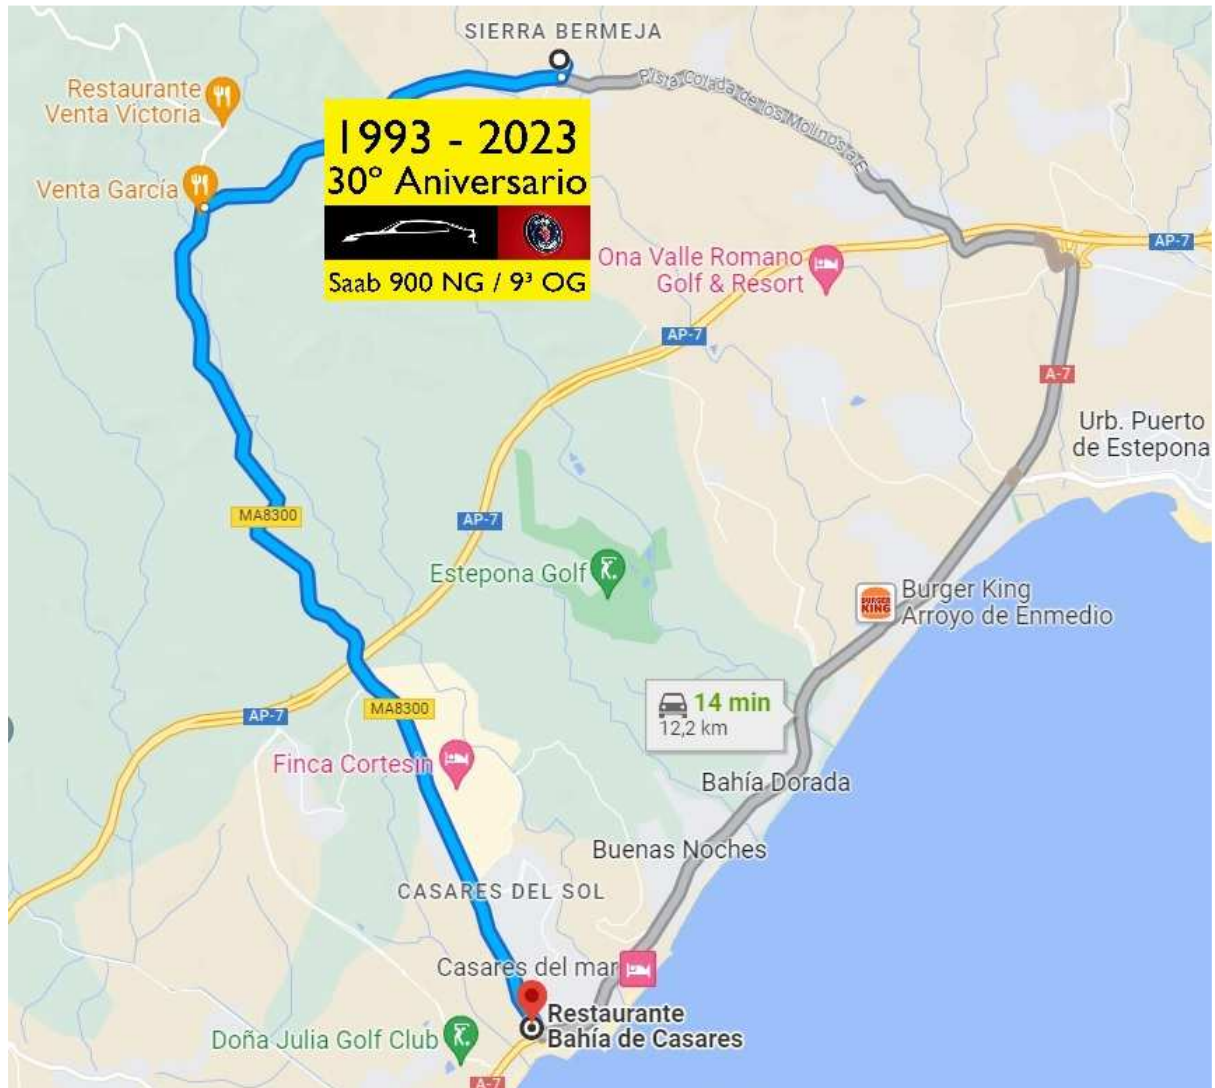 SIERRA BERMEJA
Pista Colada de los Molinos a E
Restaurante
Venta Victoria
Venta García
1993 - 2023
30º Aniversario
Saab 900 NG / 9³ OG
Ona Valle Romano
Golf & Resort
AP-7
AP-7
A-7
Urb. Puerto
de Estepona
MA8300
AP-7
Estepona Golf
BURGER
KING
Burger King
Arroyo de Enmedio
14 min
12,2 km
MA8300
AP-7
Finca Cortesin
Bahía Dorada
Buenas Noches
CASARES DEL SOL
Casares del mar
Restaurante
Bahía de Casares
Doña Julia Golf Club
A-7